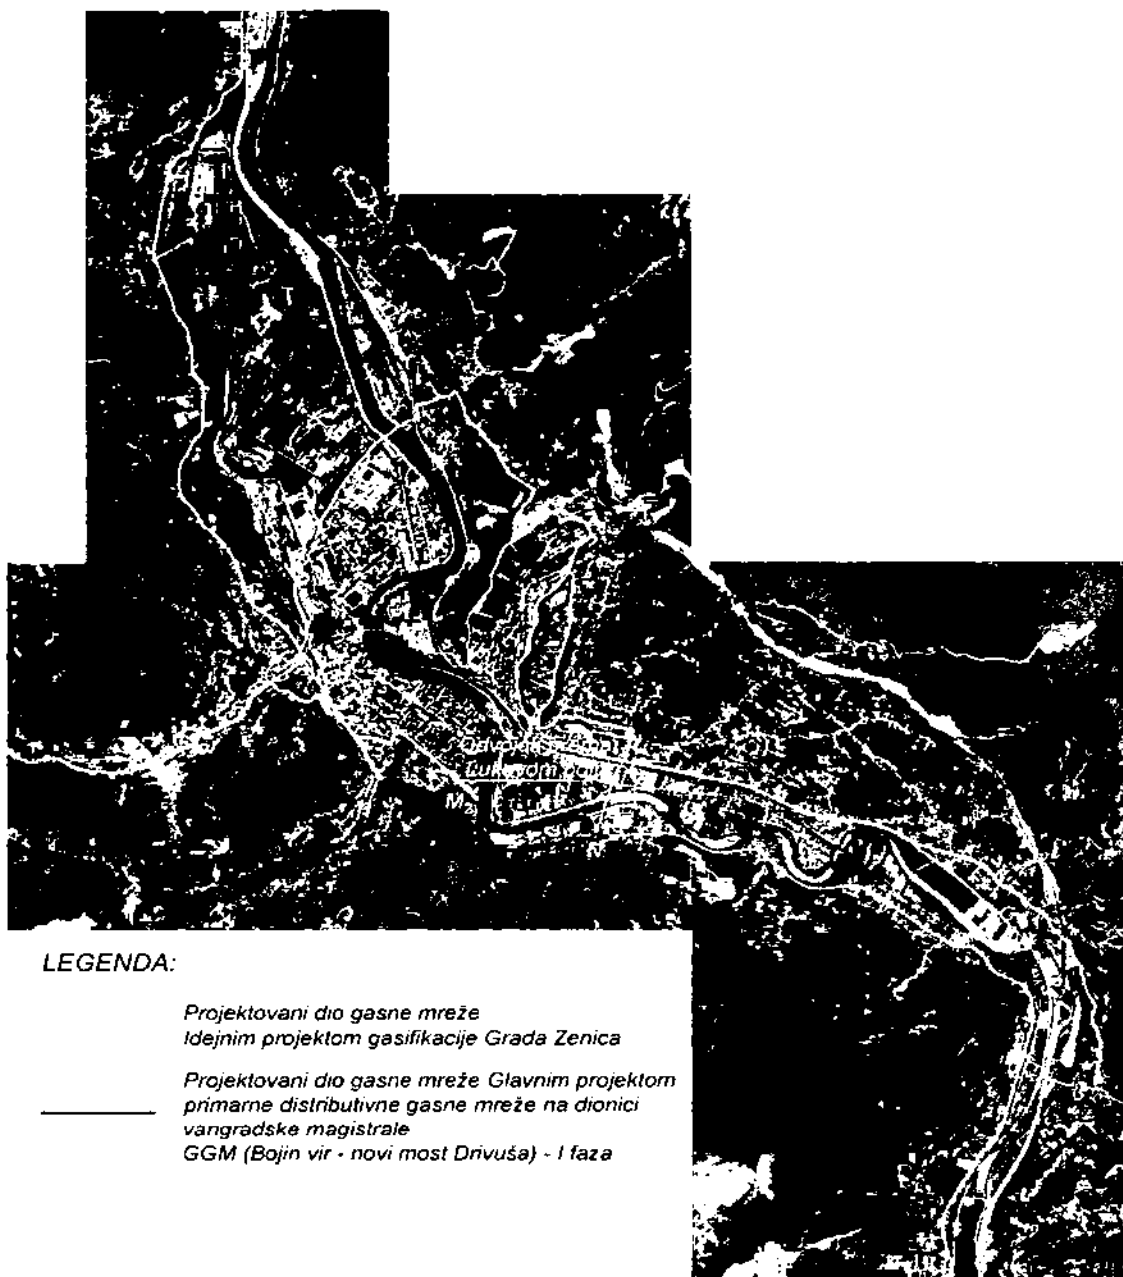 LEGENDA:
Projektovani dio gasne mreže
Idejnim projektom gasifikacije Grada Zenica
Projektovani dio gasne mreže Glavnim projektom
primarne distributivne gasne mreže na dionici
vangradske magistrale
GGM (Bojin vir - novi most Drivuša) - I faza